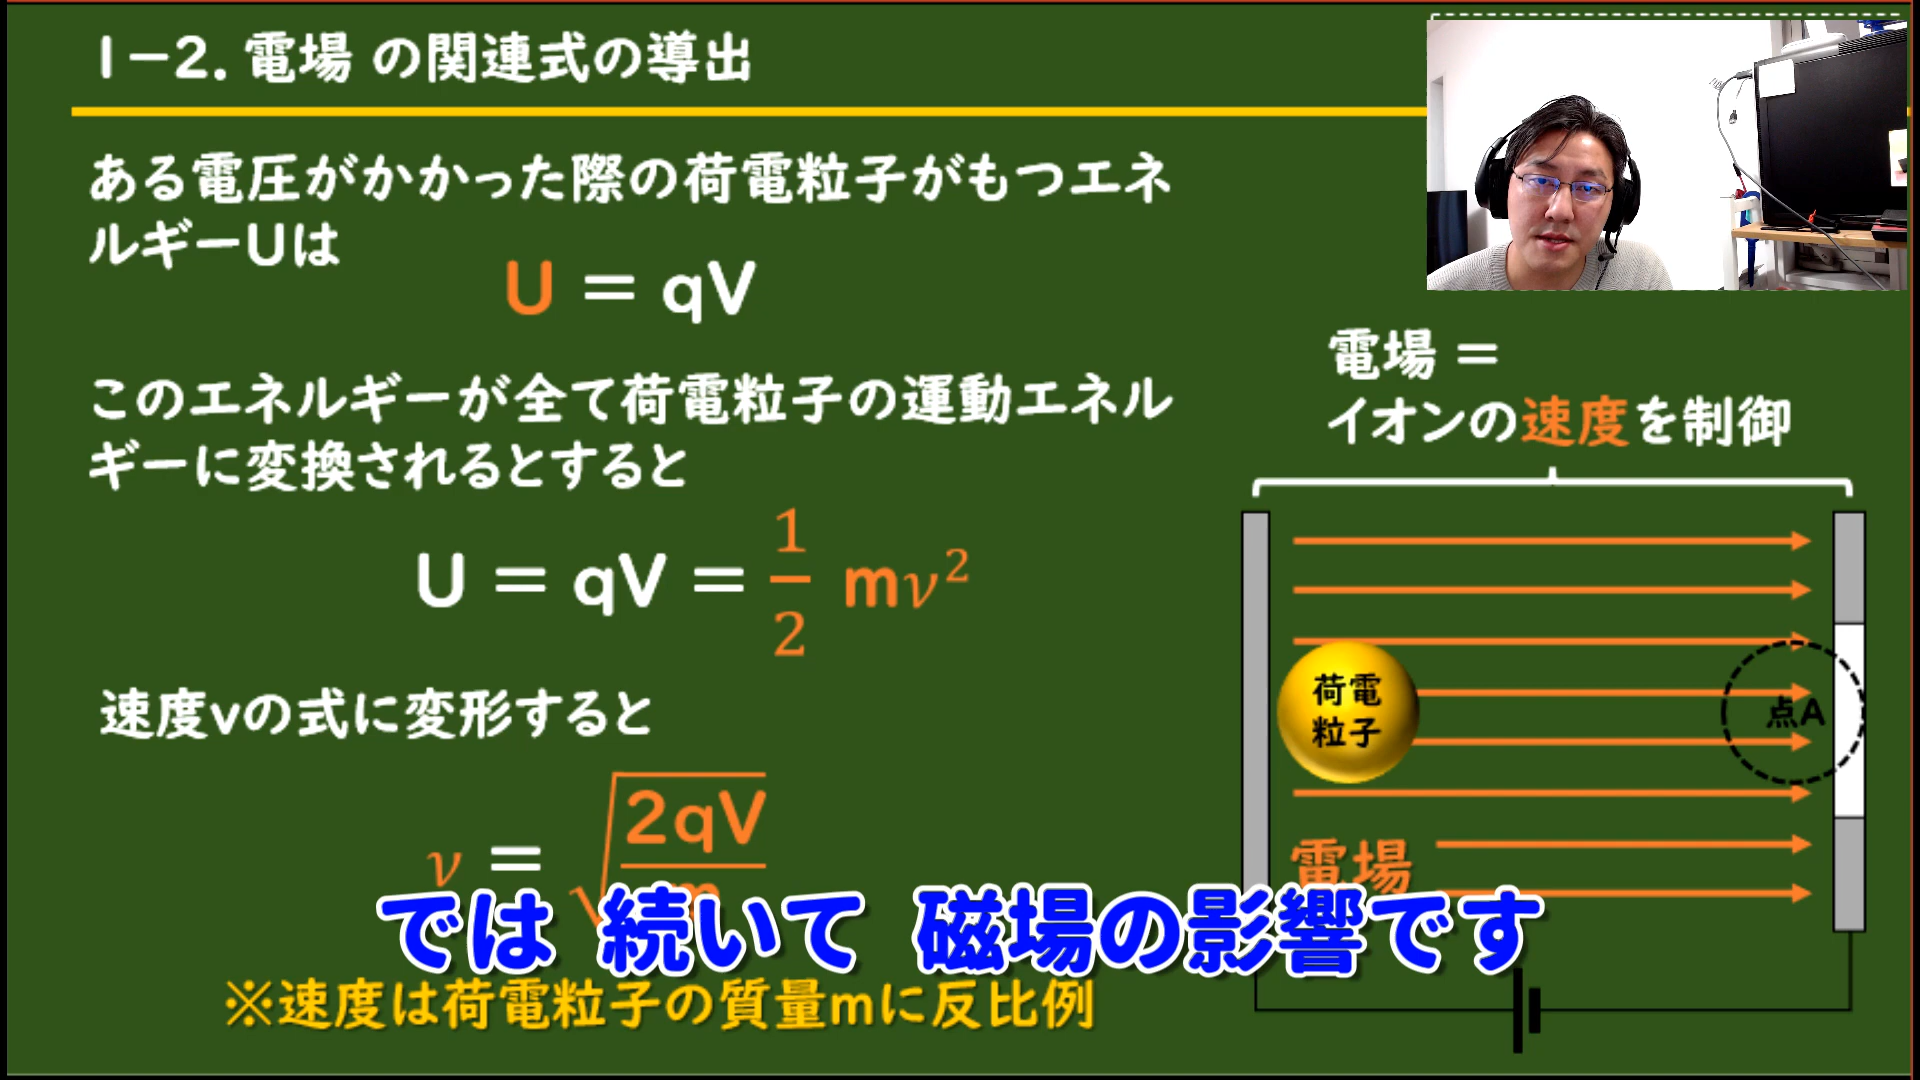 1－2. 電場 の関連式の導出
ある電圧がかかった際の荷電粒子がもつエネ
ルギーUは
U = qV
このエネルギーが全て荷電粒子の運動エネル
ギーに変換されるとすると
U = qV = 1/2 mv²
速度vの式に変形すると
v = √2qV/m
※速度は荷電粒子の質量mに反比例
電場 =
イオンの速度を制御
荷電
粒子
点A
電場
では 続いて 磁場の影響です